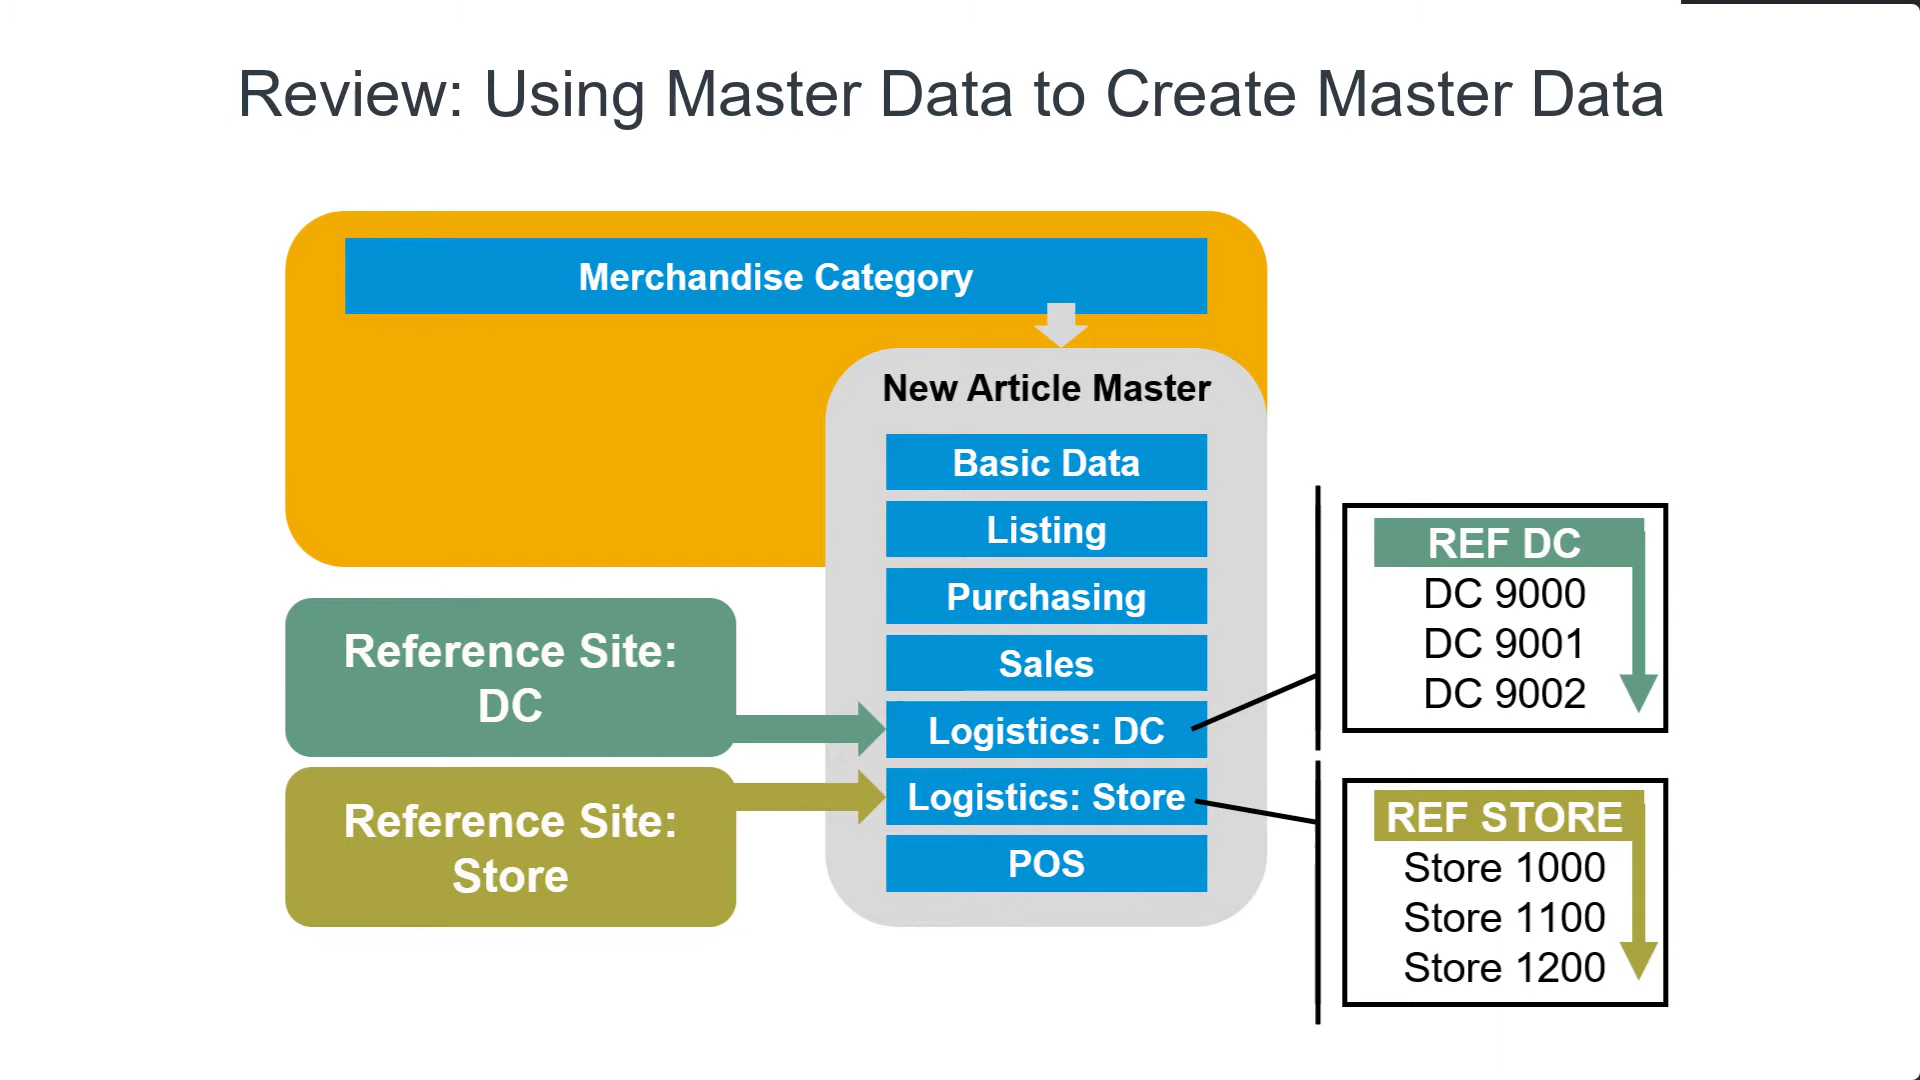 Review: Using Master Data to Create Master Data
Merchandise Category
New Article Master
Basic Data
Listing
Purchasing
Sales
Logistics: DC
Logistics: Store
POS
Reference Site:
DC
Reference Site:
Store
REF DC
DC 9000
DC 9001
DC 9002
REF STORE
Store 1000
Store 1100
Store 1200